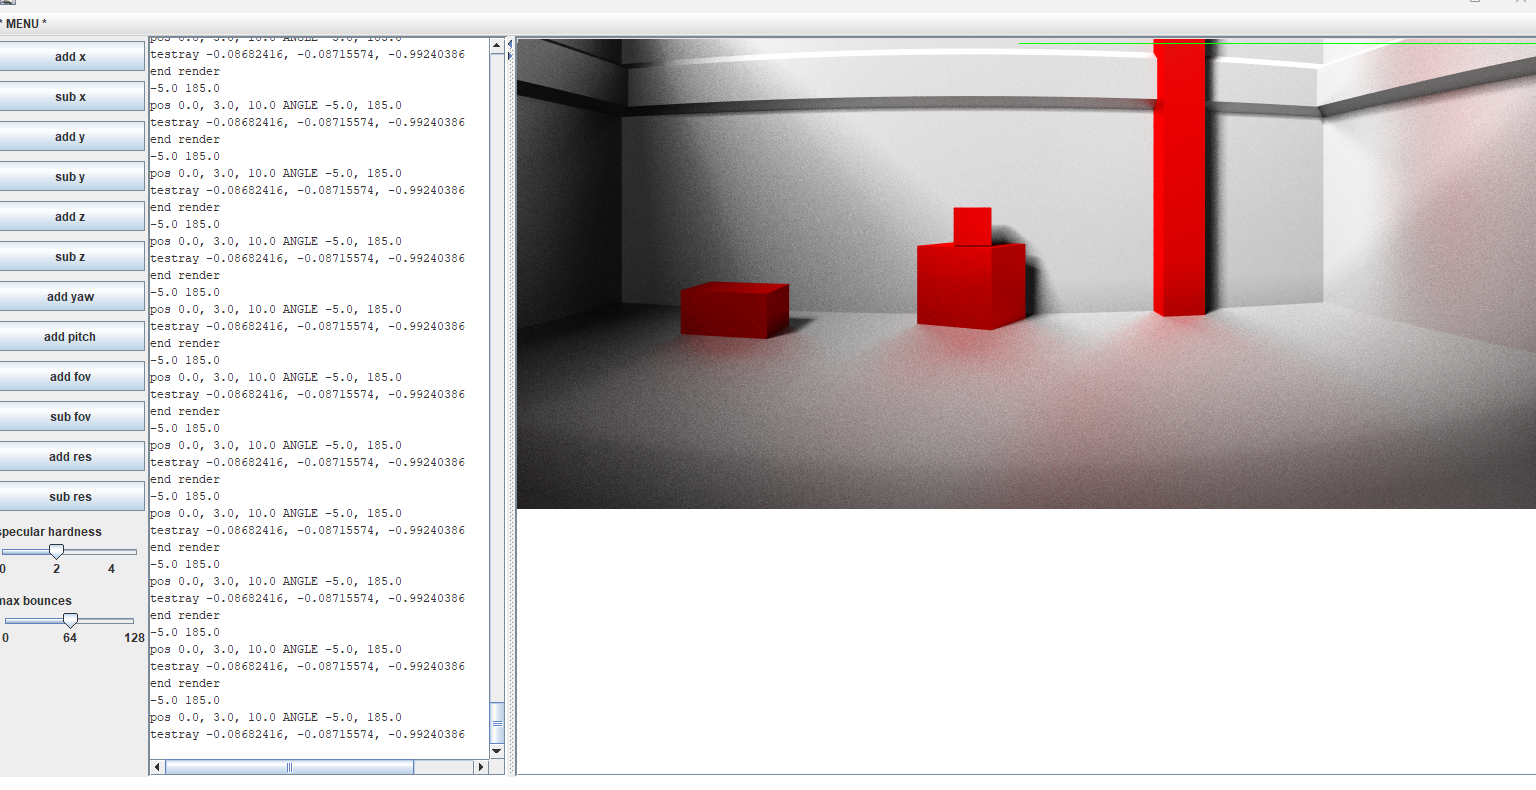 * MENU *
add x
sub x
add y
sub y
add z
sub z
add yaw
add pitch
add fov
sub fov
add res
sub res
specular hardness
0 2 4
max bounces
0 64 128
pos 0.0, 3.0, 10.0 ANGLE -5.0, 185.0
testray -0.08682416, -0.08715574, -0.99240386
end render
-5.0 185.0
pos 0.0, 3.0, 10.0 ANGLE -5.0, 185.0
testray -0.08682416, -0.08715574, -0.99240386
end render
-5.0 185.0
pos 0.0, 3.0, 10.0 ANGLE -5.0, 185.0
testray -0.08682416, -0.08715574, -0.99240386
end render
-5.0 185.0
pos 0.0, 3.0, 10.0 ANGLE -5.0, 185.0
testray -0.08682416, -0.08715574, -0.99240386
end render
-5.0 185.0
pos 0.0, 3.0, 10.0 ANGLE -5.0, 185.0
testray -0.08682416, -0.08715574, -0.99240386
end render
-5.0 185.0
pos 0.0, 3.0, 10.0 ANGLE -5.0, 185.0
testray -0.08682416, -0.08715574, -0.99240386
end render
-5.0 185.0
pos 0.0, 3.0, 10.0 ANGLE -5.0, 185.0
testray -0.08682416, -0.08715574, -0.99240386
end render
-5.0 185.0
pos 0.0, 3.0, 10.0 ANGLE -5.0, 185.0
testray -0.08682416, -0.08715574, -0.99240386
end render
-5.0 185.0
pos 0.0, 3.0, 10.0 ANGLE -5.0, 185.0
testray -0.08682416, -0.08715574, -0.99240386
end render
-5.0 185.0
pos 0.0, 3.0, 10.0 ANGLE -5.0, 185.0
testray -0.08682416, -0.08715574, -0.99240386
end render
-5.0 185.0
pos 0.0, 3.0, 10.0 ANGLE -5.0, 185.0
testray -0.08682416, -0.08715574, -0.99240386